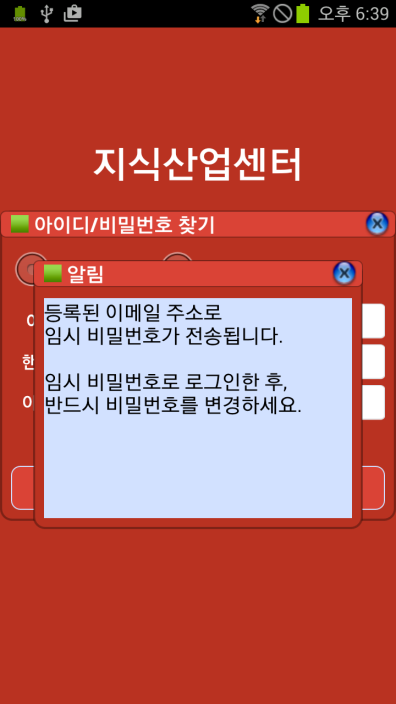 오후 6:39
지식산업센터
아이디/비밀번호 찾기
알림
등록된 이메일 주소로
임시 비밀번호가 전송됩니다.
임시 비밀번호로 로그인한 후,
반드시 비밀번호를 변경하세요.